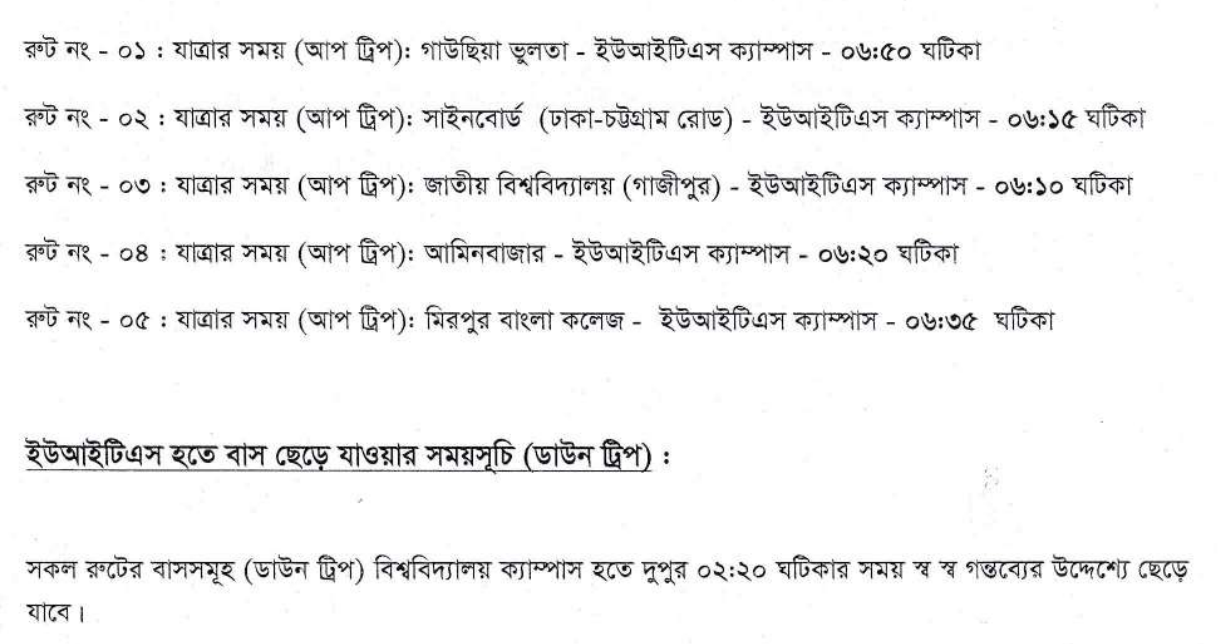 রুট নং - ০১ : যাত্রার সময় (আপ ট্রিপ): গাউছিয়া ভুলতা - ইউআইটিএস ক্যাম্পাস - ০৬:৫০ ঘটিকা
রুট নং - ০২ : যাত্রার সময় (আপ ট্রিপ): সাইনবোর্ড (ঢাকা-চট্টগ্রাম রোড) - ইউআইটিএস ক্যাম্পাস - ০৬:১৫ ঘটিকা
রুট নং - ০৩ : যাত্রার সময় (আপ ট্রিপ): জাতীয় বিশ্ববিদ্যালয় (গাজীপুর) - ইউআইটিএস ক্যাম্পাস - ০৬:১০ ঘটিকা
রুট নং - ০৪ : যাত্রার সময় (আপ ট্রিপ): আমিনবাজার - ইউআইটিএস ক্যাম্পাস - ০৬:২০ ঘটিকা
রুট নং - ০৫ : যাত্রার সময় (আপ ট্রিপ): মিরপুর বাংলা কলেজ - ইউআইটিএস ক্যাম্পাস - ০৬:৩৫ ঘটিকা
ইউআইটিএস হতে বাস ছেড়ে যাওয়ার সময়সূচি (ডাউন ট্রিপ) :
সকল রুটের বাসসমূহ (ডাউন ট্রিপ) বিশ্ববিদ্যালয় ক্যাম্পাস হতে দুপুর ০২:২০ ঘটিকার সময় স্ব স্ব গন্তব্যের উদ্দেশ্যে ছেড়ে
যাবে।